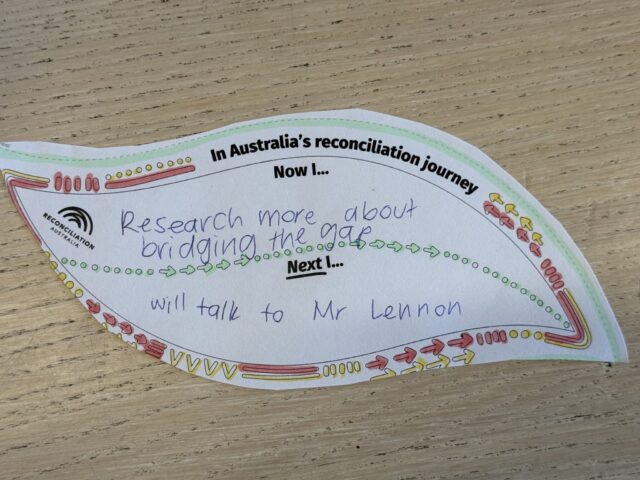 In Australia's reconciliation journey
Now I...
RECONCILIATION
AUSTRALIA
Research more about
bridging the gap
Next I...
will talk to Mr Lennon